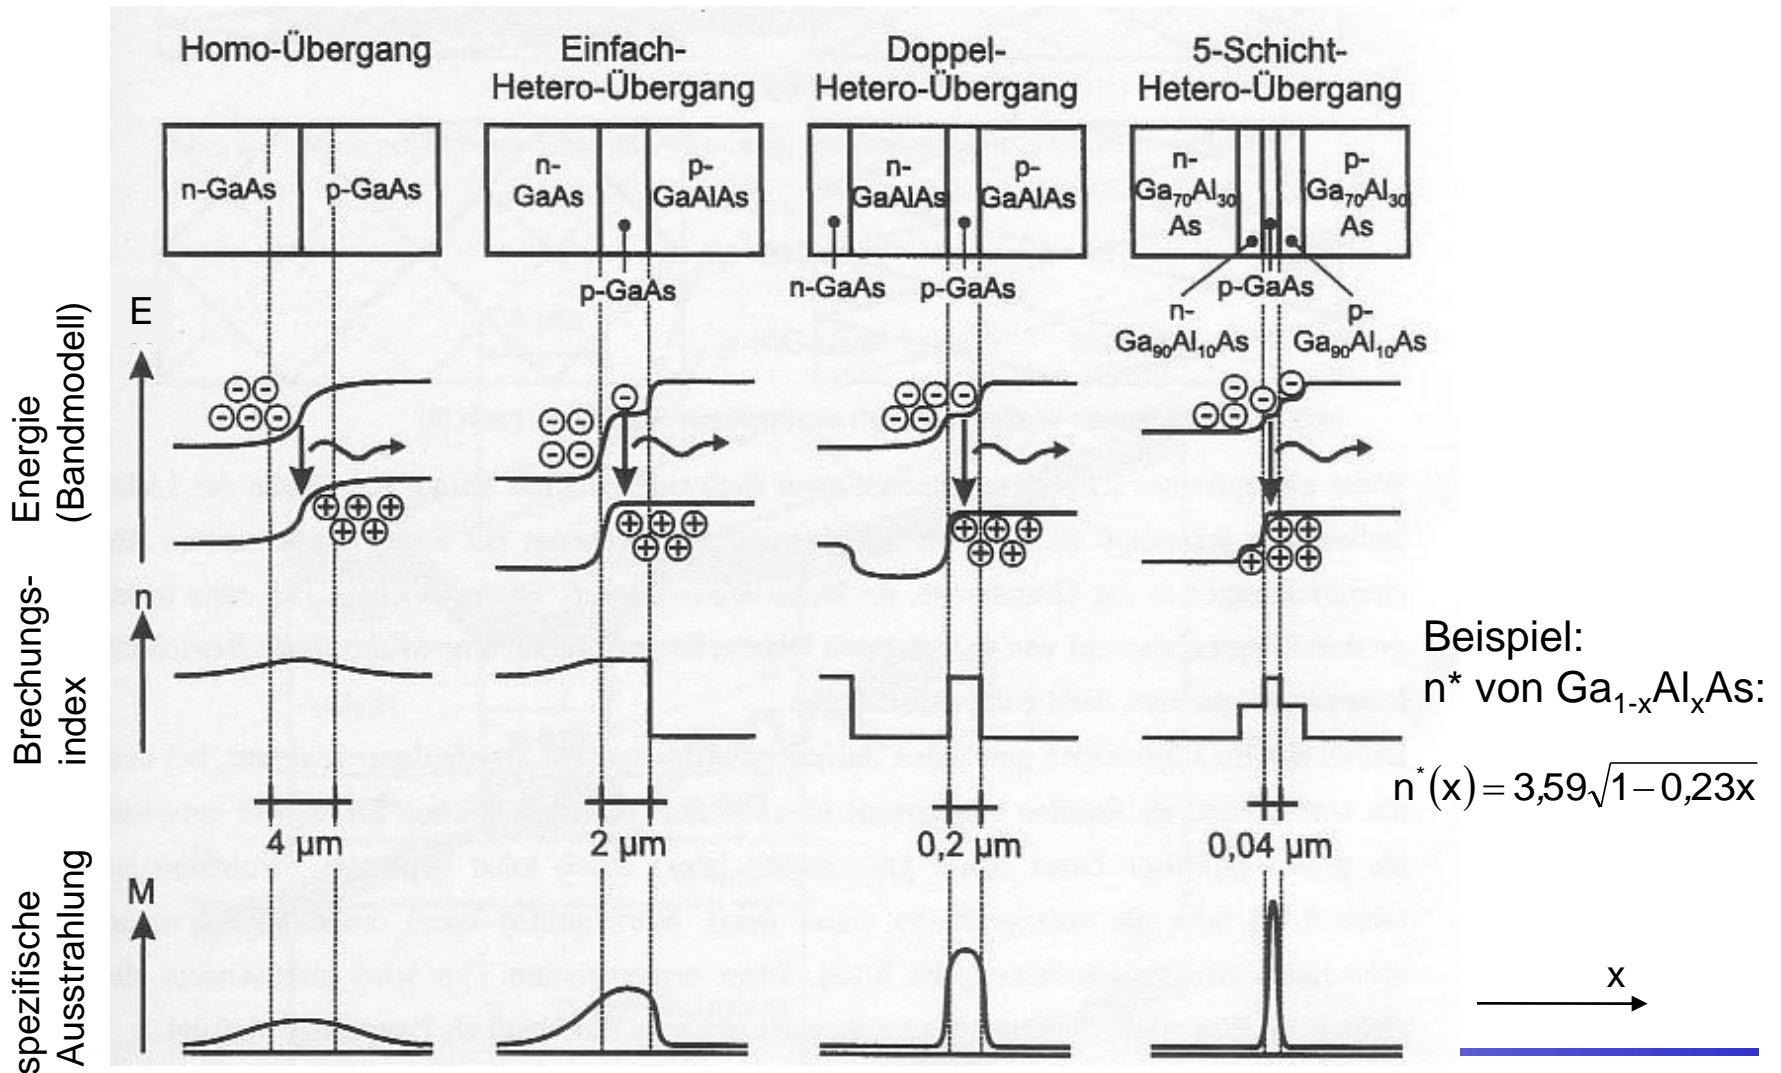 Homo-Übergang
Einfach-
Hetero-Übergang
Doppel-
Hetero-Übergang
5-Schicht-
Hetero-Übergang
n-GaAs
p-GaAs
n-
GaAs
p-
GaAlAs
p-GaAs
n-
GaAlAs
p-
GaAlAs
n-GaAs
p-GaAs
n-
Ga₇₀Al₃₀
As
p-
Ga₇₀Al₃₀
As
p-GaAs
n-
Ga₉₀Al₁₀As
p-
Ga₉₀Al₁₀As
E
Energie
(Bandmodell)
n
Brechungs-
index
4 µm
2 µm
0,2 µm
0,04 µm
M
spezifische
Ausstrahlung
Beispiel:
n* von Ga₁₋ₓAlₓAs:
n*(x) = 3,59√1−0,23x
x